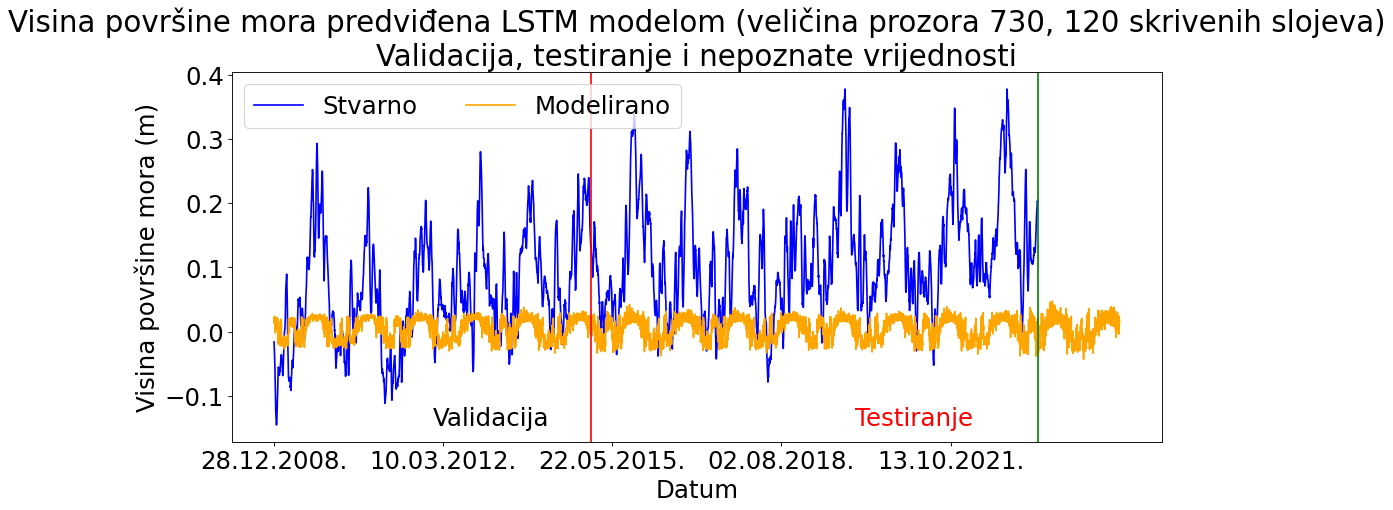 Visina površine mora predviđena LSTM modelom (veličina prozora 730, 120 skrivenih slojeva)
Validacija, testiranje i nepoznate vrijednosti
Stvarno Modelirano
Visina površine mora (m)
0.4
0.3
0.2
0.1
0.0
−0.1
Validacija
Testiranje
28.12.2008. 10.03.2012. 22.05.2015. 02.08.2018. 13.10.2021.
Datum